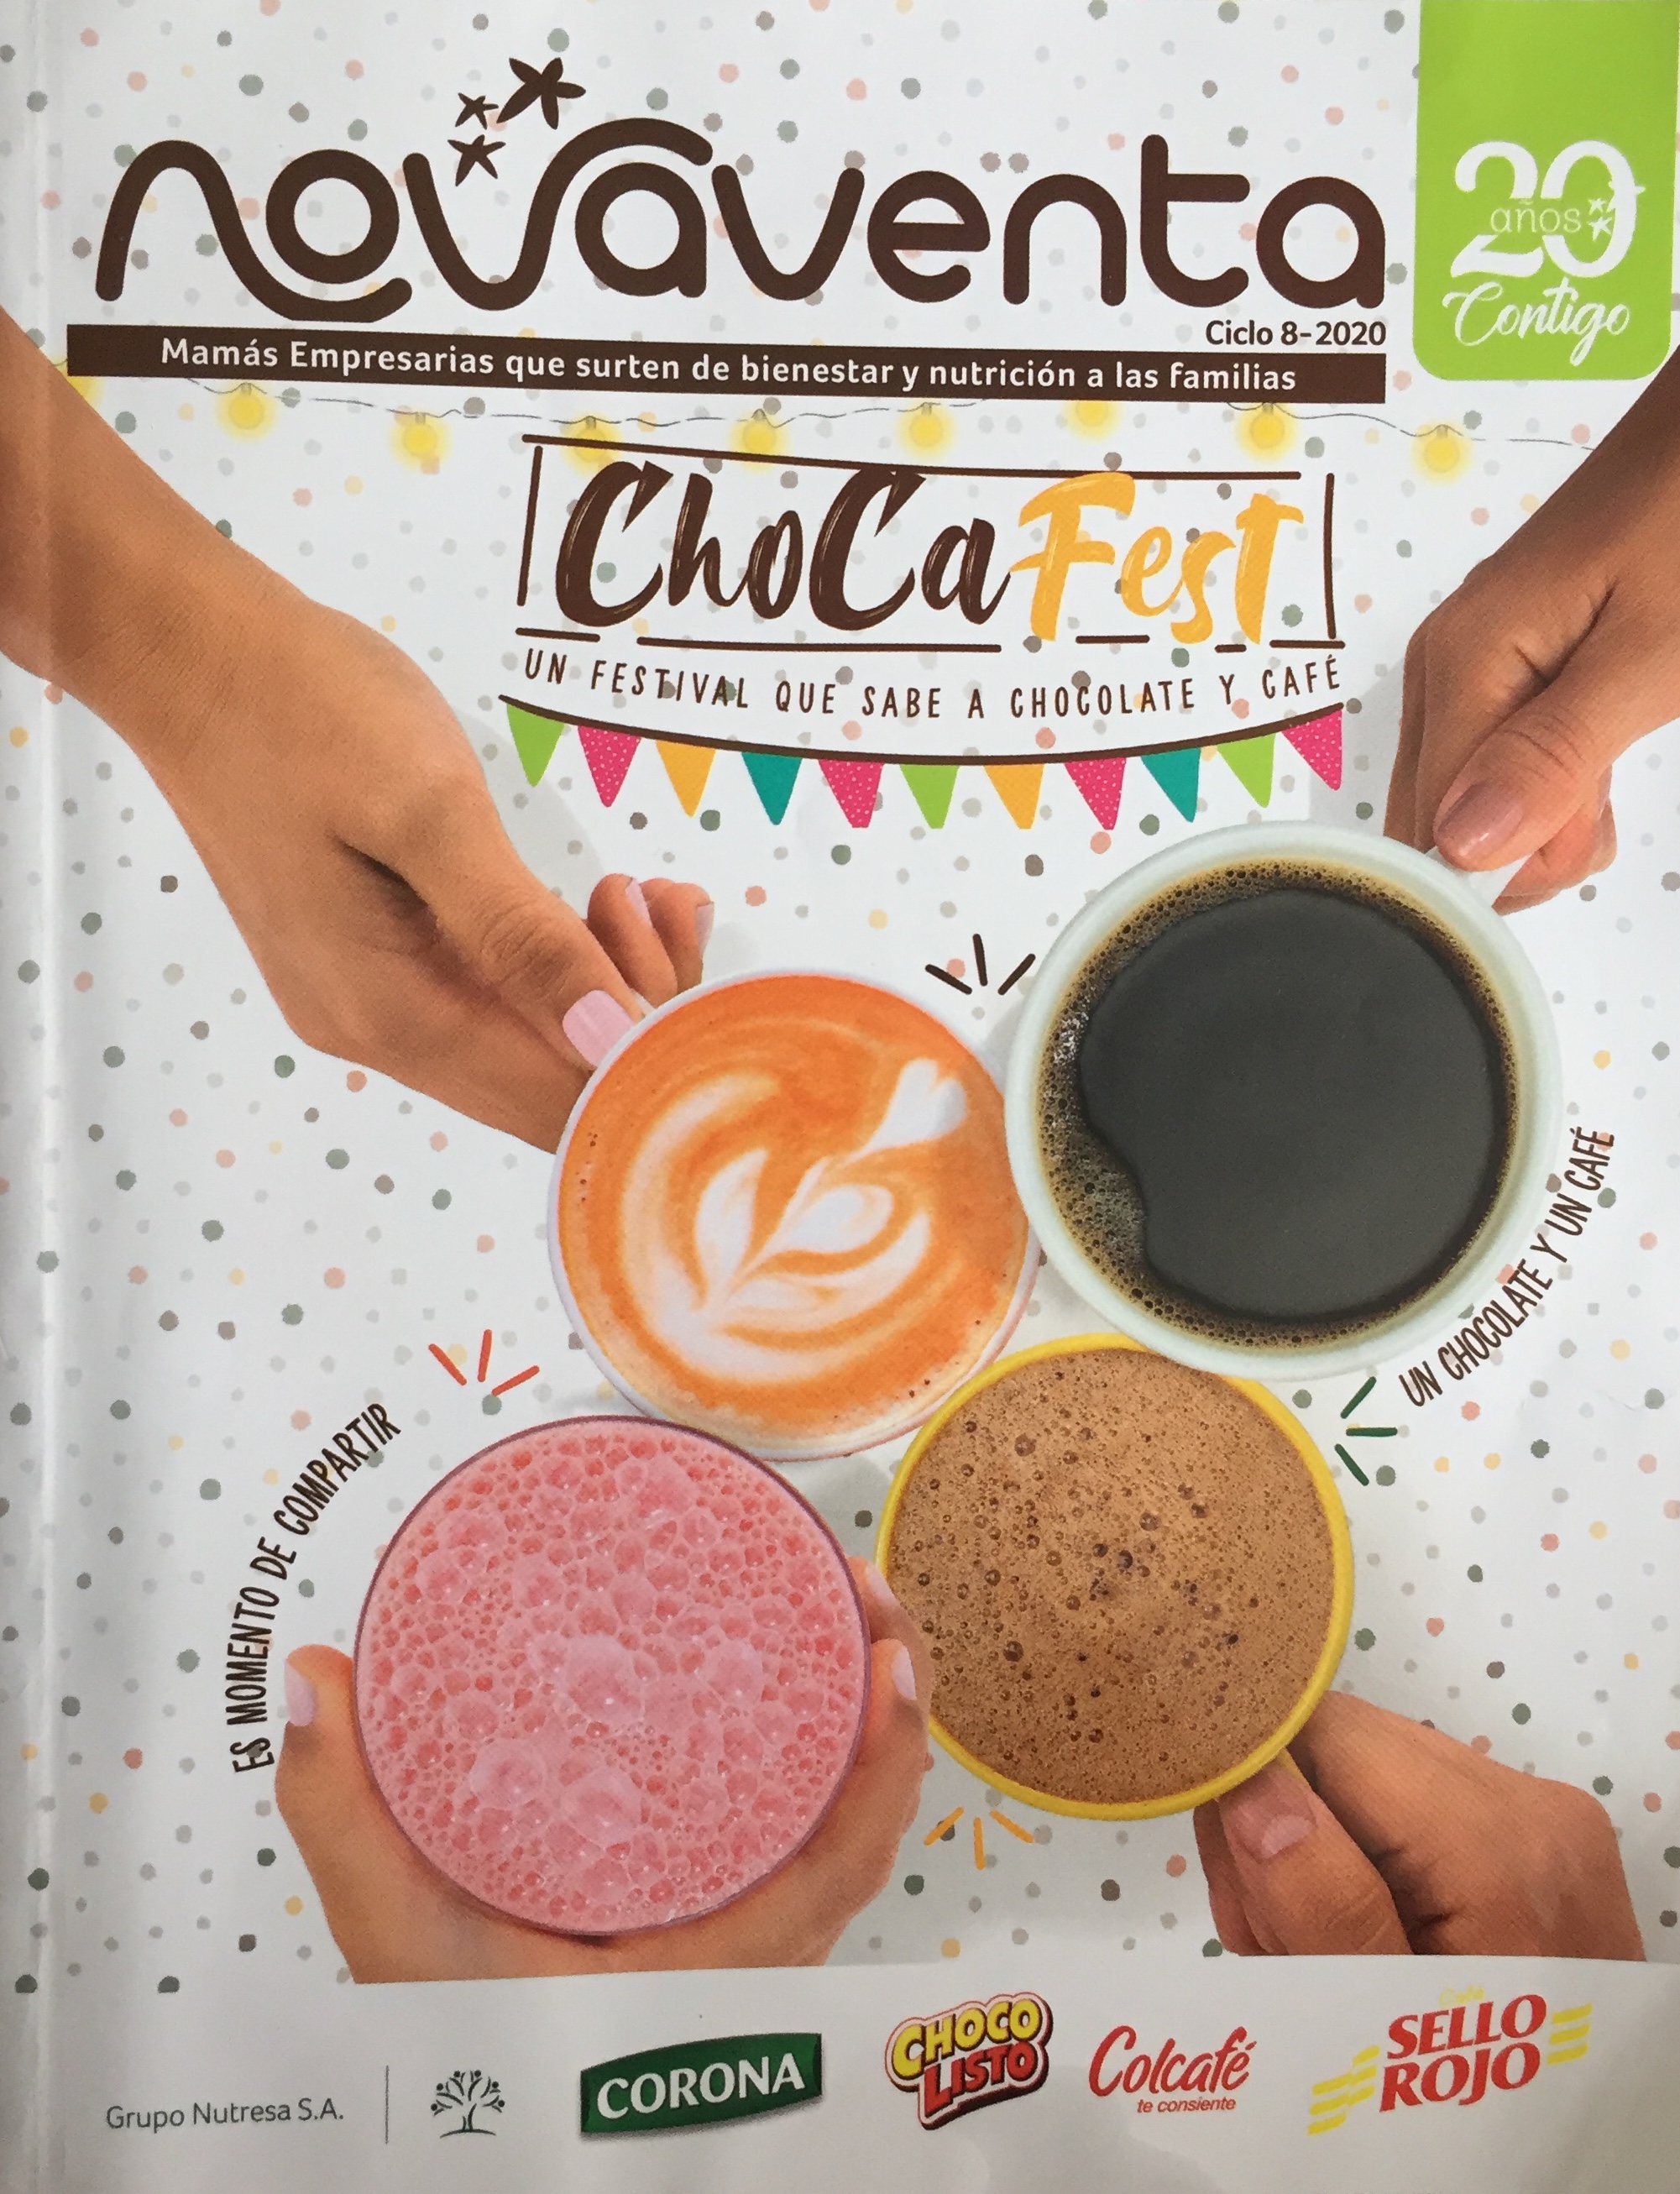 novaventa
20
años
Contigo
Ciclo 8-2020
Mamás Empresarias que surten de bienestar y nutrición a las familias
ChoCaFest
UN FESTIVAL QUE SABE A CHOCOLATE Y CAFÉ
UN CHOCOLATE Y UN CAFÉ
ES MOMENTO DE COMPARTIR
Grupo Nutresa S.A.
CORONA
CHOCO
LISTO
Colcafé
te consiente
Café
SELLO
ROJO